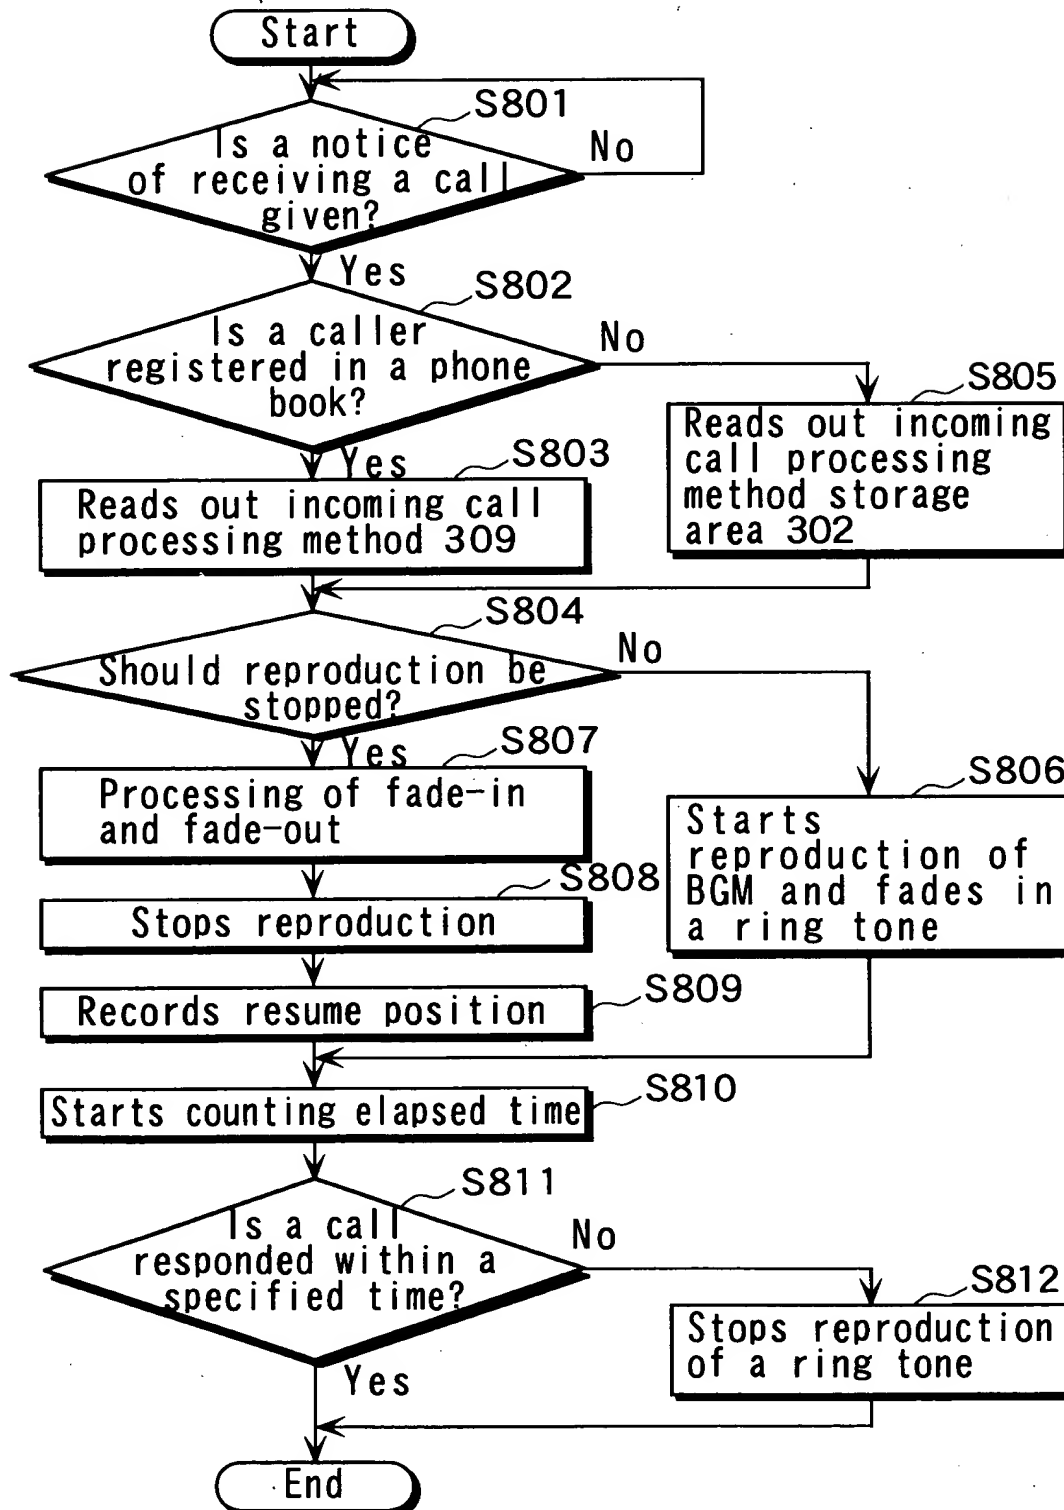 Start
S801
Is a notice
of receiving a call
given?
No
Yes
S802
Is a caller
registered in a phone
book?
No
S805
Reads out incoming
call processing
method storage
area 302
Yes
S803
Reads out incoming call
processing method 309
S804
Should reproduction be
stopped?
No
Yes
S807
Processing of fade-in
and fade-out
S806
Starts
reproduction of
BGM and fades in
a ring tone
S808
Stops reproduction
S809
Records resume position
S810
Starts counting elapsed time
S811
Is a call
responded within a
specified time?
No
S812
Stops reproduction
of a ring tone
Yes
End